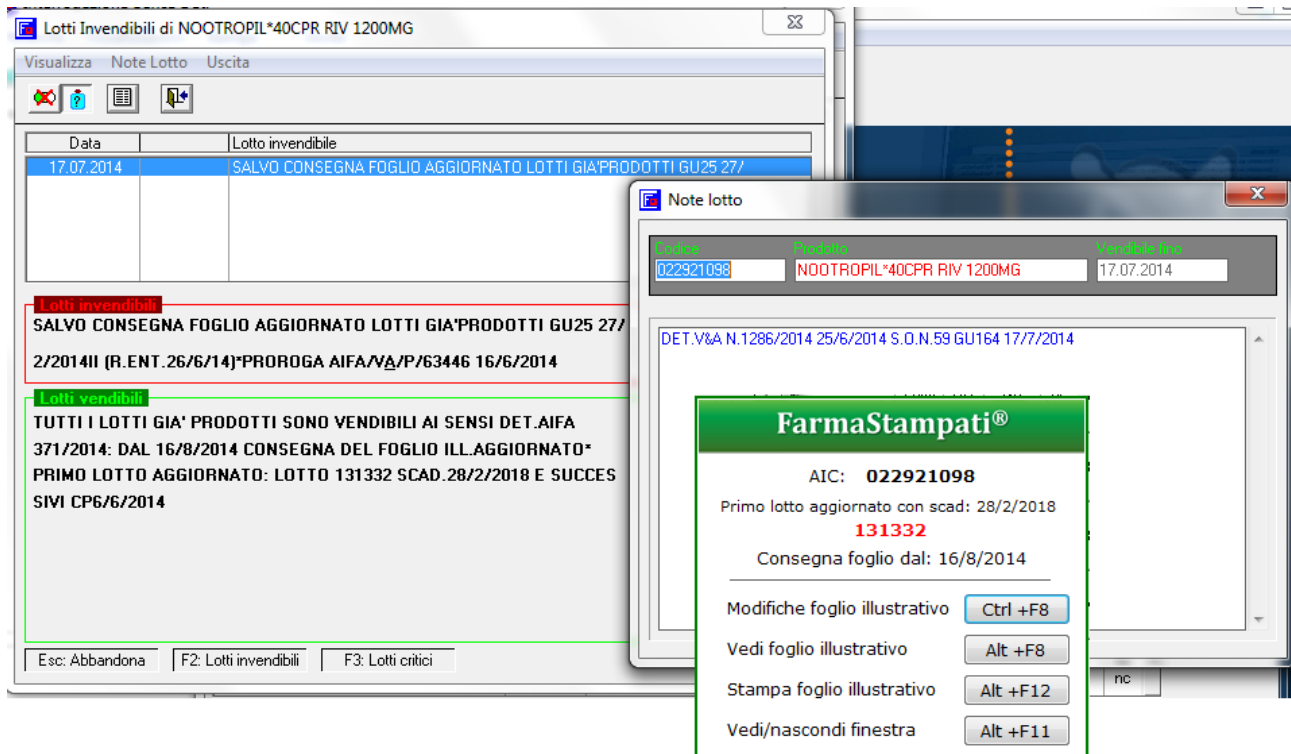 Lotti Invendibili di NOOTROPIL*40CPR RIV 1200MG
Visualizza Note Lotto Uscita
Data Lotto invendibile
17.07.2014 SALVO CONSEGNA FOGLIO AGGIORNATO LOTTI GIA'PRODOTTI GU25 27/
Lotti invendibili
SALVO CONSEGNA FOGLIO AGGIORNATO LOTTI GIA'PRODOTTI GU25 27/
2/2014II (R.ENT.26/6/14)*PROROGA AIFA/VA/P/63446 16/6/2014
Lotti vendibili
TUTTI I LOTTI GIA' PRODOTTI SONO VENDIBILI AI SENSI DET.AIFA
371/2014: DAL 16/8/2014 CONSEGNA DEL FOGLIO ILL.AGGIORNATO*
PRIMO LOTTO AGGIORNATO: LOTTO 131332 SCAD.28/2/2018 E SUCCES
SIVI CP6/6/2014
Esc: Abbandona F2: Lotti invendibili F3: Lotti critici
Note lotto
Codice Prodotto Vendibile fino
022921098 NOOTROPIL*40CPR RIV 1200MG 17.07.2014
DET.V&A N.1286/2014 25/6/2014 S.O.N.59 GU164 17/7/2014
FarmaStampati®
AIC: 022921098
Primo lotto aggiornato con scad: 28/2/2018
131332
Consegna foglio dal: 16/8/2014
Modifiche foglio illustrativo Ctrl +F8
Vedi foglio illustrativo Alt +F8
Stampa foglio illustrativo Alt +F12
Vedi/nascondi finestra Alt +F11
nc